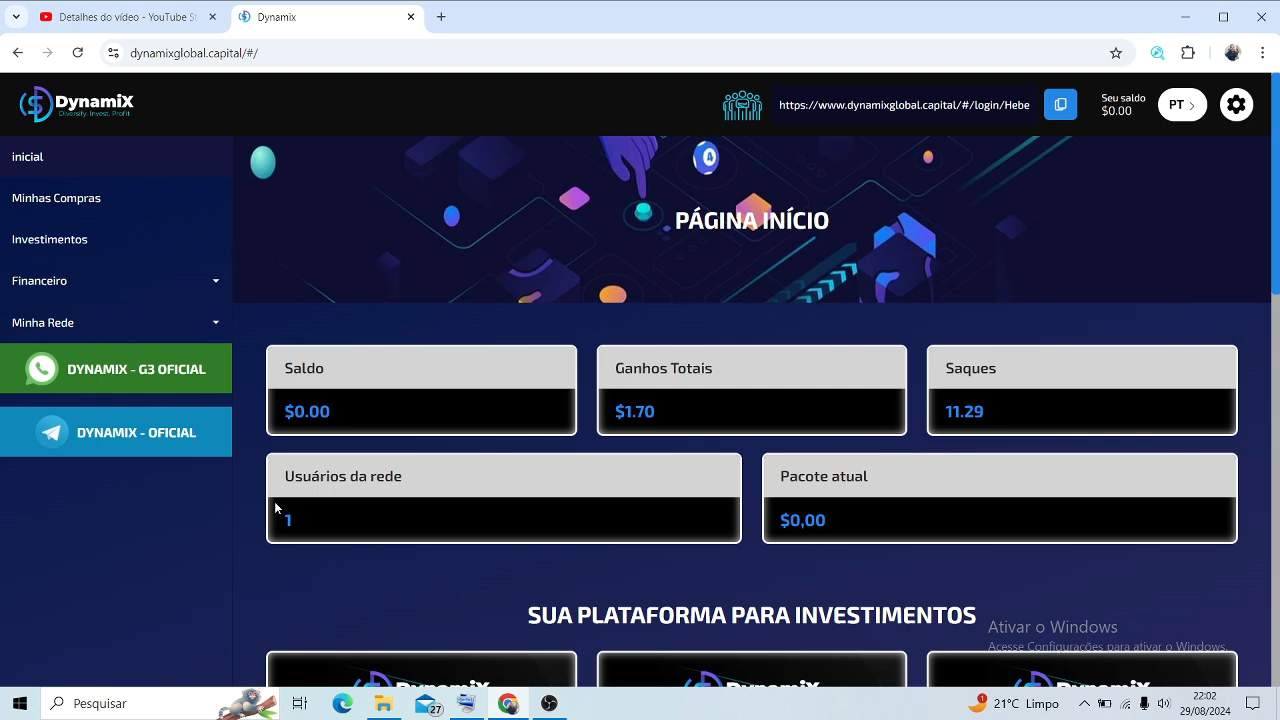 Detalhes do vídeo - YouTube St
Dynamix
dynamixglobal.capital/#/
DynamiX
Diversify. Invest. Profit
https://www.dynamixglobal.capital/#/login/Hebe
Seu saldo
$0.00
PT
inicial
Minhas Compras
Investimentos
Financeiro
Minha Rede
DYNAMIX - G3 OFICIAL
DYNAMIX - OFICIAL
4
PÁGINA INÍCIO
Saldo
$0.00
Ganhos Totais
$1.70
Saques
11.29
Usuários da rede
1
Pacote atual
$0,00
SUA PLATAFORMA PARA INVESTIMENTOS
Ativar o Windows
Acesse Configurações para ativar o Windows.
Pesquisar
27
1
21°C Limpo
22:02
29/08/2024